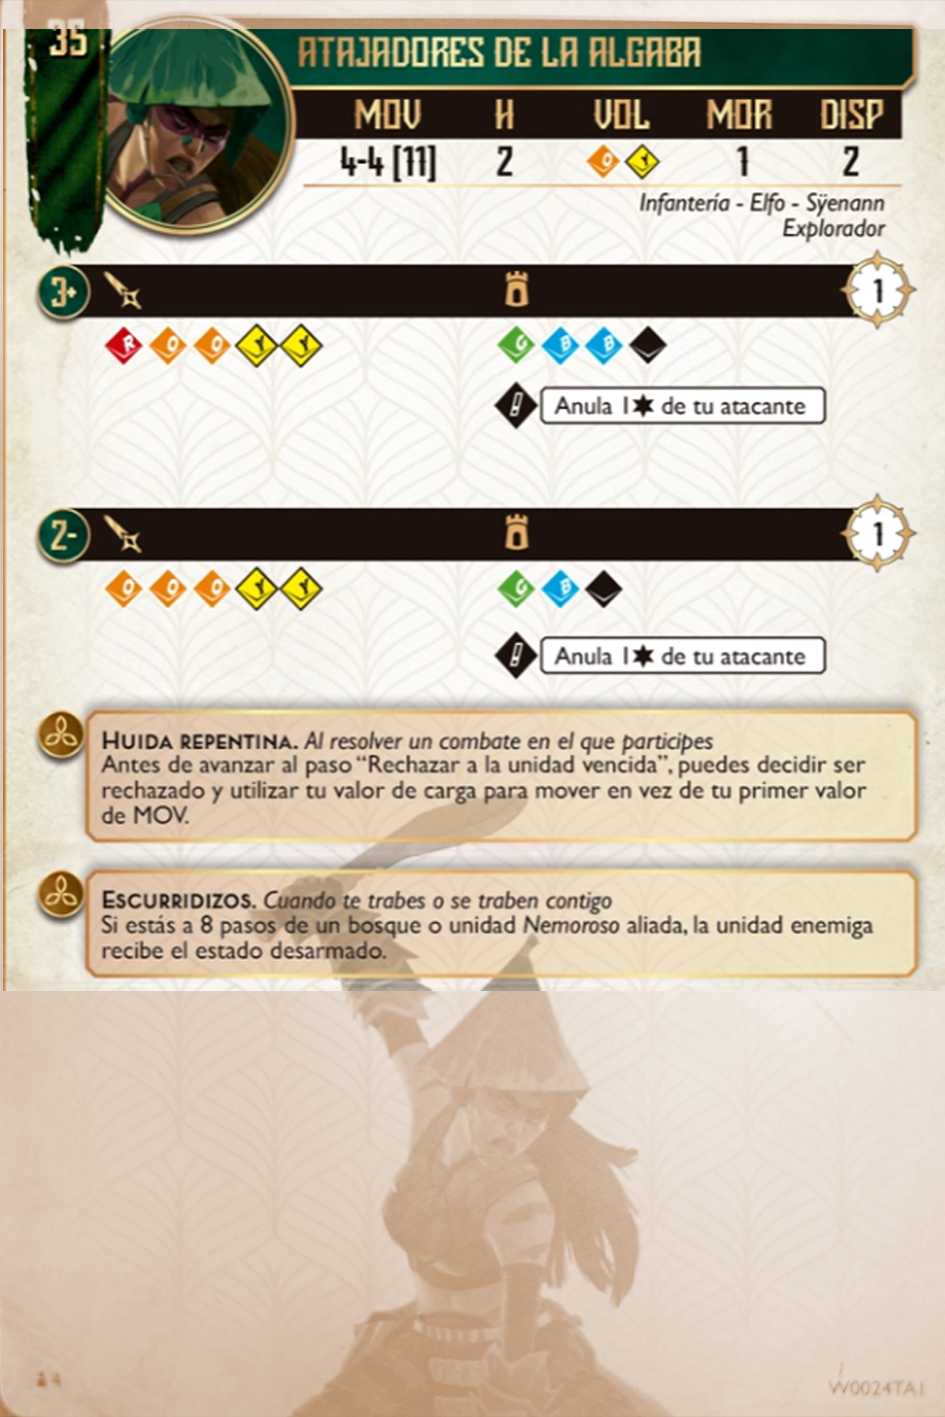 35
ATAJADORES DE LA ALGABA
MOV H VOL MOR DISP
4-4 [11] 2 O Y 1 2
Infantería - Elfo - Sÿenann
Explorador
3+ 1
R O O Y Y G B B
! Anula 1✶ de tu atacante
2- 1
O O O Y Y G B
! Anula 1✶ de tu atacante
HUIDA REPENTINA. Al resolver un combate en el que participes
Antes de avanzar al paso “Rechazar a la unidad vencida”, puedes decidir ser
rechazado y utilizar tu valor de carga para mover en vez de tu primer valor
de MOV.
ESCURRIDIZOS. Cuando te trabes o se traben contigo
Si estás a 8 pasos de un bosque o unidad Nemoroso aliada, la unidad enemiga
recibe el estado desarmado.
4
W0024TA1